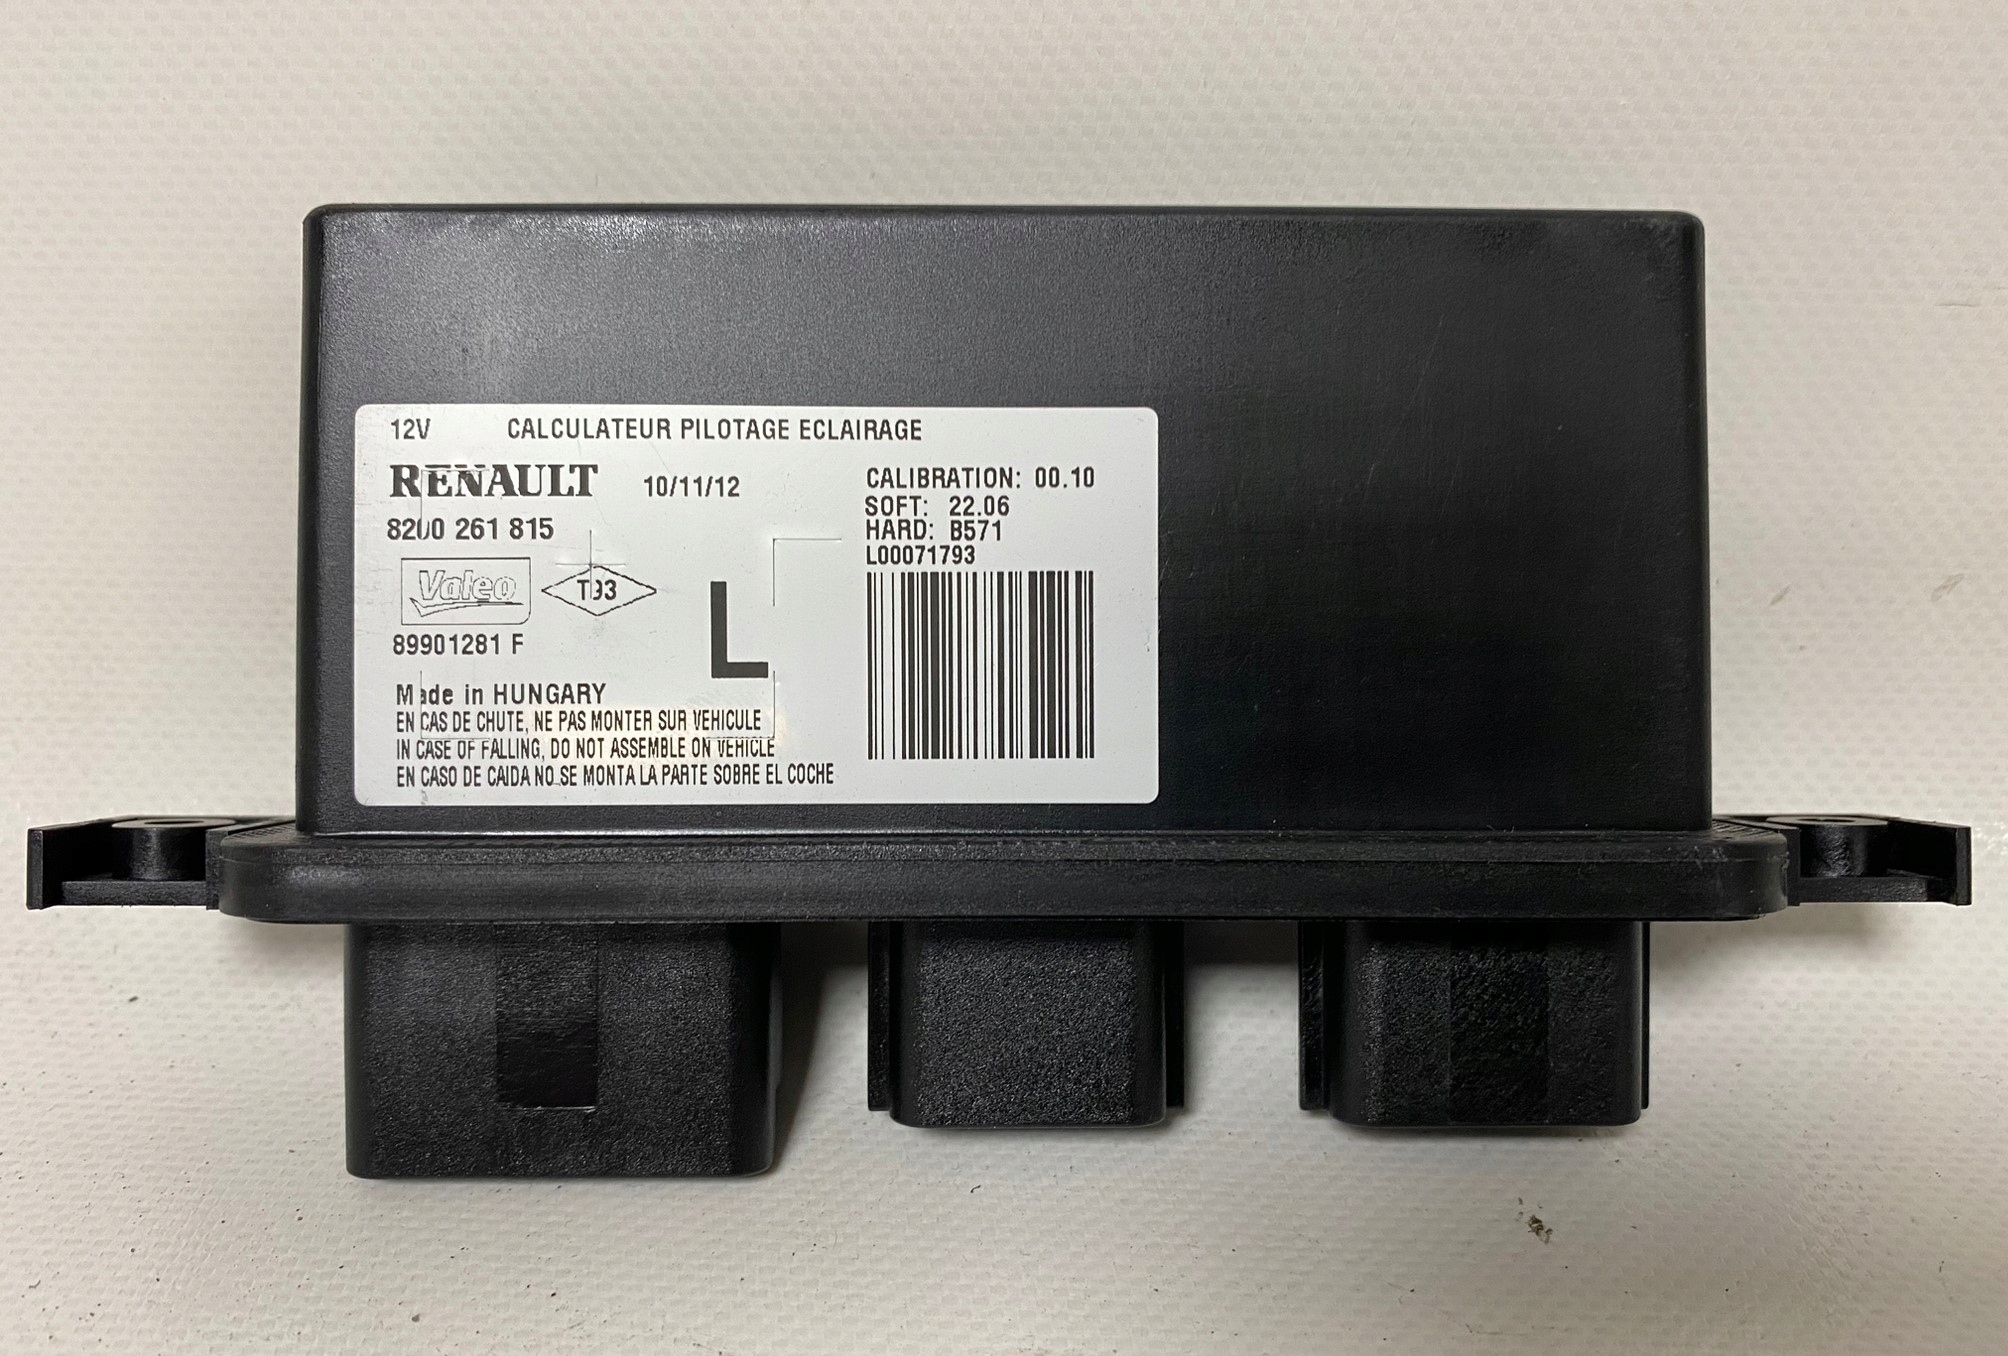 12V CALCULATEUR PILOTAGE ECLAIRAGE
RENAULT 10/11/12
8200 261 815
Valeo T93
89901281 F
L
CALIBRATION: 00.10
SOFT: 22.06
HARD: B571
L00071793
Made in HUNGARY
EN CAS DE CHUTE, NE PAS MONTER SUR VEHICULE
IN CASE OF FALLING, DO NOT ASSEMBLE ON VEHICLE
EN CASO DE CAIDA NO SE MONTA LA PARTE SOBRE EL COCHE